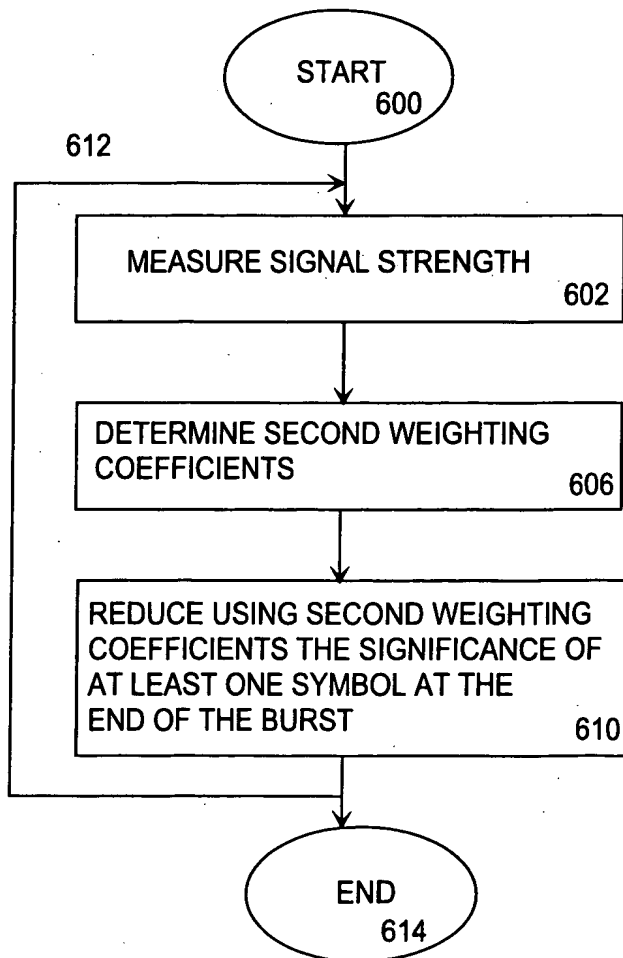 START
600
612
MEASURE SIGNAL STRENGTH
602
DETERMINE SECOND WEIGHTING
COEFFICIENTS
606
REDUCE USING SECOND WEIGHTING
COEFFICIENTS THE SIGNIFICANCE OF
AT LEAST ONE SYMBOL AT THE
END OF THE BURST
610
END
614